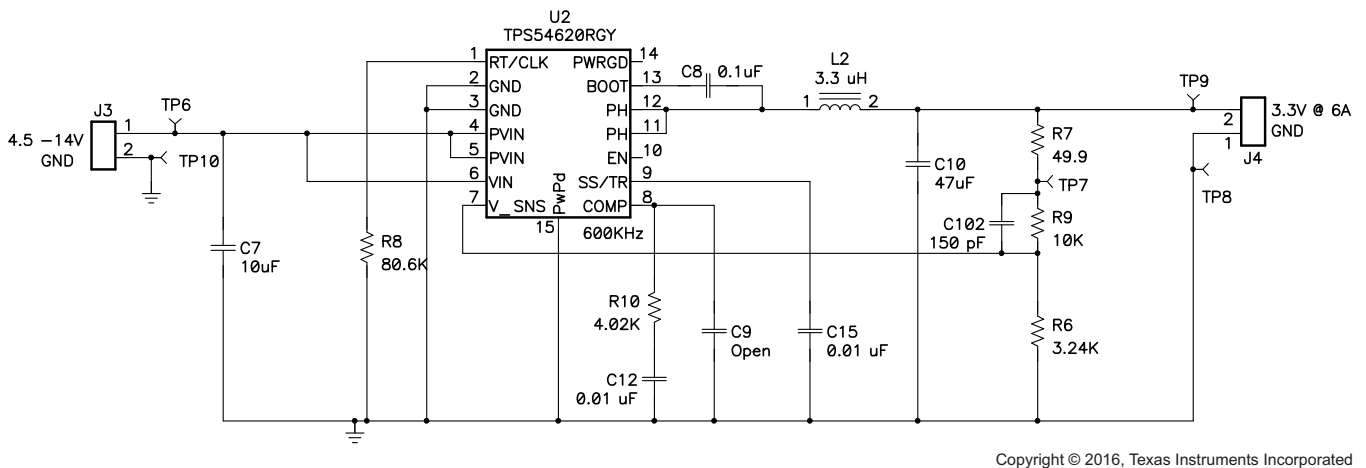 U2
TPS54620RGY
1 RT/CLK PWRGD 14
2 GND BOOT 13
3 GND PH 12
4 PVIN PH 11
5 PVIN EN 10
6 VIN SS/TR 9
7 V_SNS COMP 8
PwPd
15
600KHz
J3
4.5 -14V
GND
1
2
TP6
TP10
C7
10uF
R8
80.6K
C8 0.1uF
L2
3.3 uH
1 2
R10
4.02K
C12
0.01 uF
C9
Open
C15
0.01 uF
C10
47uF
R7
49.9
TP7
C102
150 pF
R9
10K
R6
3.24K
TP9
TP8
3.3V @ 6A
GND
2
1
J4
Copyright © 2016, Texas Instruments Incorporated